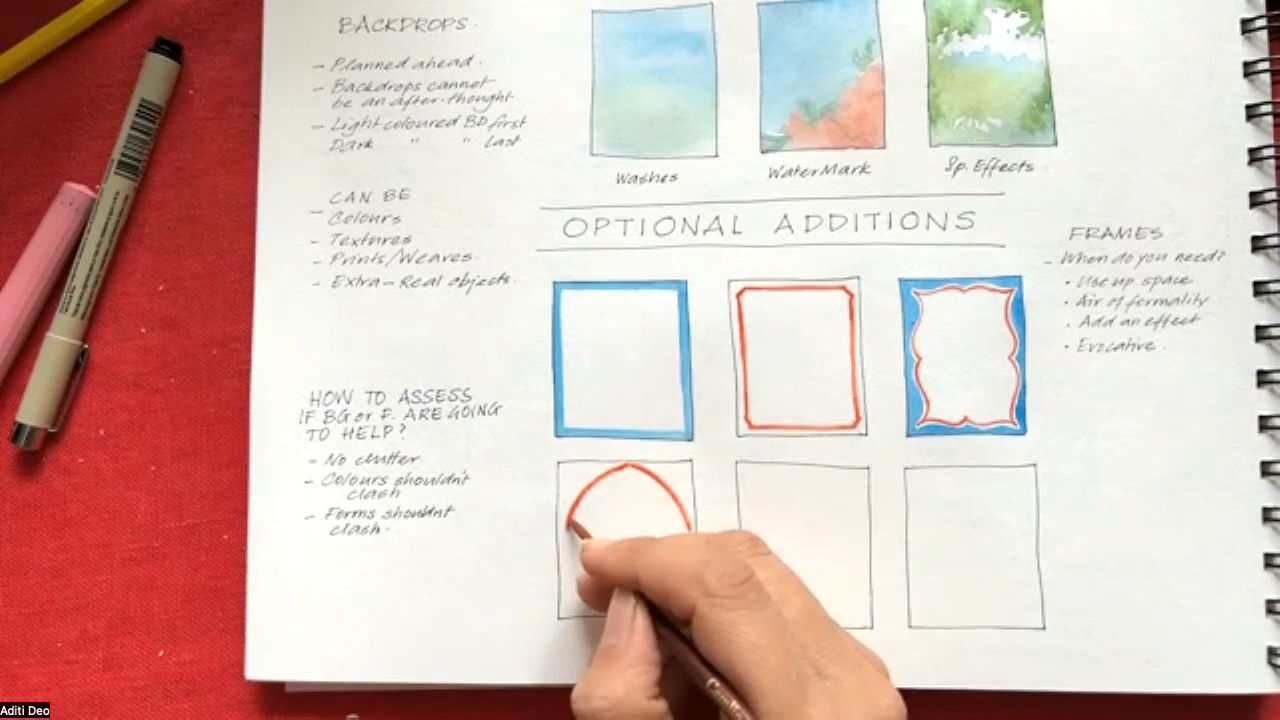 BACKDROPS.
- Planned ahead.
- Backdrops cannot
be an after-thought.
- Light coloured BD first
Dark " " Last
Washes
WaterMark
Sp. Effects.
- CAN BE
- Colours
- Textures
- Prints/Weaves.
- Extra-Real objects.
OPTIONAL ADDITIONS
FRAMES
- When do you need?
• Use up space
• Air of formality
• Add an effect
• Evocative.
HOW TO ASSESS
IF BG or F. ARE GOING
TO HELP?
- No clutter
- Colours shouldn't
clash
- Forms shouldnt
clash.
Aditi Deo